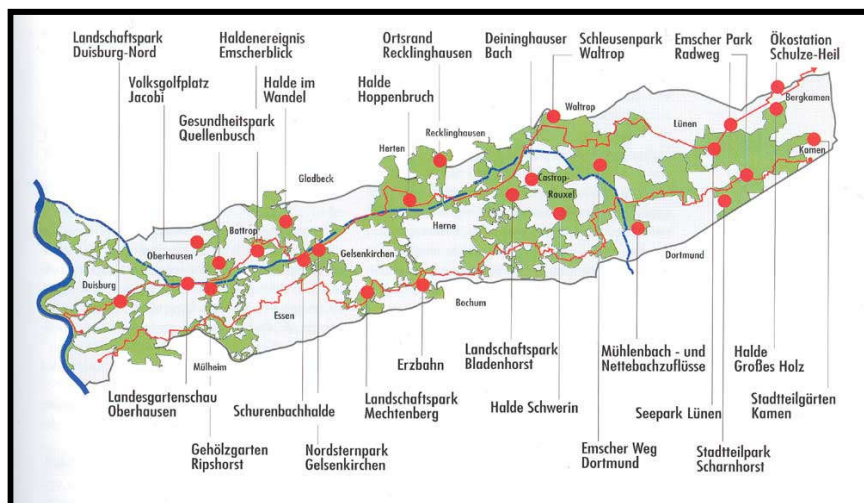 Landschaftspark
Duisburg-Nord
Haldenereignis
Emscherblick
Ortsrand
Recklinghausen
Deininghauser
Bach
Schleusenpark
Waltrop
Emscher Park
Radweg
Ökostation
Schulze-Heil
Volksgolfplatz
Jacobi
Halde im
Wandel
Halde
Hoppenbruch
Gesundheitspark
Quellenbusch
Waltrop
Lünen
Bergkamen
Recklinghausen
Herten
Kamen
Gladbeck
Castrop-
Rauxel
Bottrop
Herne
Oberhausen
Gelsenkirchen
Dortmund
Duisburg
Essen
Bochum
Mülheim
Landesgartenschau
Oberhausen
Schurenbachhalde
Erzbahn
Landschaftspark
Bladenhorst
Mühlenbach - und
Nettebachzuflüsse
Halde
Großes Holz
Landschaftspark
Mechtenberg
Halde Schwerin
Seepark Lünen
Stadtteilgärten
Kamen
Gehölzgarten
Ripshorst
Nordsternpark
Gelsenkirchen
Emscher Weg
Dortmund
Stadtteilpark
Scharnhorst